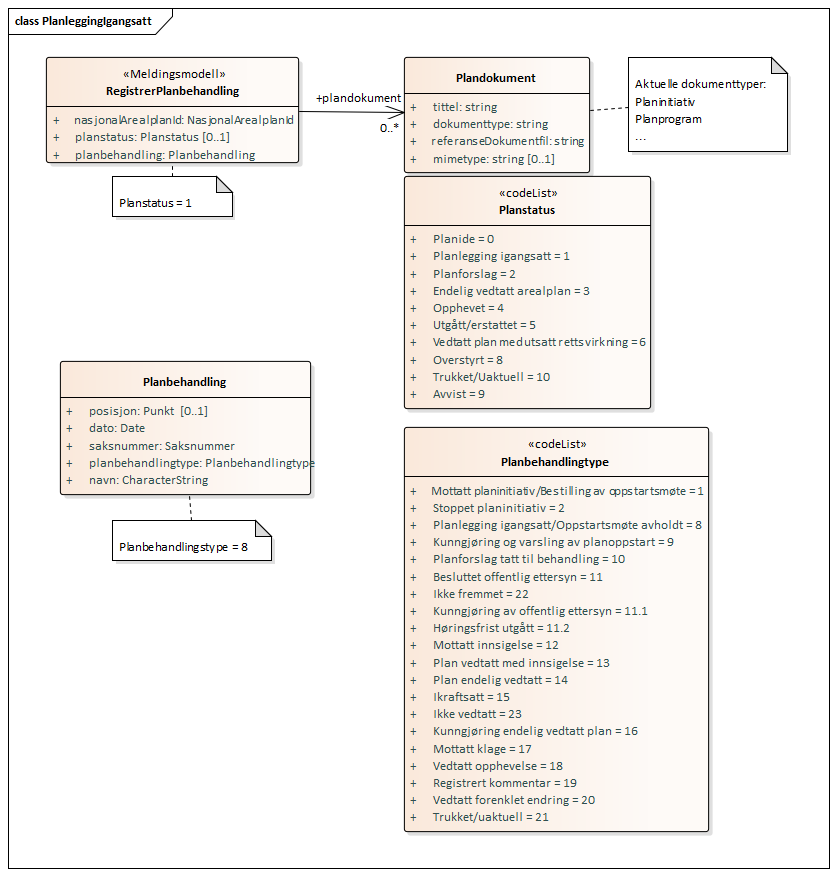 class PlanleggingIgangsatt
«Meldingsmodell»
RegistrerPlanbehandling
+ nasjonalArealplanId: NasjonalArealplanId
+ planstatus: Planstatus [0..1]
+ planbehandling: Planbehandling
Planstatus = 1
+plandokument
0..*
Plandokument
+ tittel: string
+ dokumenttype: string
+ referanseDokumentfil: string
+ mimetype: string [0..1]
Aktuelle dokumenttyper:
Planinitiativ
Planprogram
...
«codeList»
Planstatus
+ Planide = 0
+ Planlegging igangsatt = 1
+ Planforslag = 2
+ Endelig vedtatt arealplan = 3
+ Opphevet = 4
+ Utgått/erstattet = 5
+ Vedtatt plan med utsatt rettsvirkning =6
+ Overstyrt = 8
+ Trukket/Uaktuell = 10
+ Avvist = 9
Planbehandling
+ posisjon: Punkt [0..1]
+ dato: Date
+ saksnummer: Saksnummer
+ planbehandlingtype: Planbehandlingtype
+ navn: CharacterString
Planbehandlingstype = 8
«codeList»
Planbehandlingtype
+ Mottatt planinitiativ/Bestilling av oppstartsmøte = 1
+ Stoppet planinitiativ = 2
+ Planlegging igangsatt/Oppstartsmøte avholdt = 8
+ Kunngjøring og varsling av planoppstart = 9
+ Planforslag tatt til behandling = 10
+ Besluttet offentlig ettersyn = 11
+ Ikke fremmet = 22
+ Kunngjøring av offentlig ettersyn = 11.1
+ Høringsfrist utgått = 11.2
+ Mottatt innsigelse = 12
+ Plan vedtatt med innsigelse = 13
+ Plan endelig vedtatt = 14
+ Ikraftsatt = 15
+ Ikke vedtatt = 23
+ Kunngjøring endelig vedtatt plan = 16
+ Mottatt klage = 17
+ Vedtatt opphevelse = 18
+ Registrert kommentar = 19
+ Vedtatt forenklet endring = 20
+ Trukket/uaktuell = 21